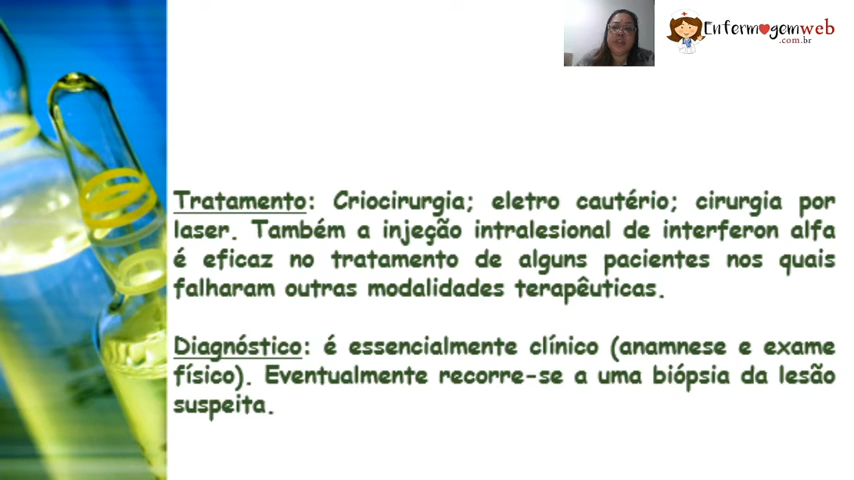 Enfermagemweb
.com.br
Tratamento: Criocirurgia; eletro cautério; cirurgia por
laser. Também a injeção intralesional de interferon alfa
é eficaz no tratamento de alguns pacientes nos quais
falharam outras modalidades terapêuticas.
Diagnóstico: é essencialmente clínico (anamnese e exame
físico). Eventualmente recorre-se a uma biópsia da lesão
suspeita.